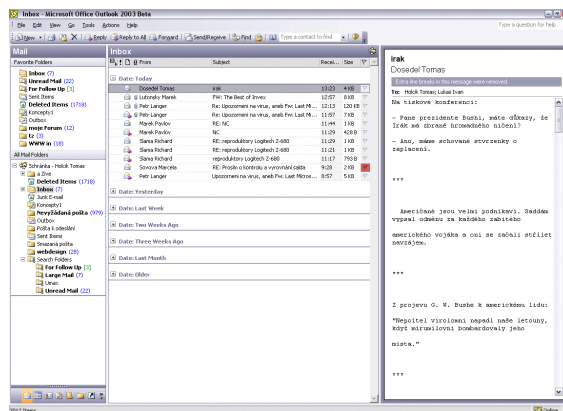 Inbox - Microsoft Office Outlook 2003 Beta
File Edit View Go Tools Actions Help
Type a question for help
New Reply Reply to All Forward Send/Receive Find Type a contact to find
Mail
Favorite Folders
Inbox (7)
Unread Mail (22)
For Follow Up [3]
Sent Items
Deleted Items (1718)
Koncepty1
Outbox
moje Forum (12)
tz (3)
WWW in (18)
All Mail Folders
Schránka - Holcik Tomas
a Zive
Deleted Items (1718)
Inbox (7)
Junk E-mail
Koncepty1
Nevyžádaná pošta (979)
Outbox
Pošta k odeslání
Sent Items
Smazaná pošta
webdesign (28)
Search Folders
For Follow Up [3]
Large Mail (7)
Umax
Unread Mail (22)
Inbox
From Subject Recei... Size
Date: Today
Dosedel Tomas irak 13:23 4 KB
Lutonsky Marek FW: The Best of Invex 12:57 8 KB
Petr Langer Re: Upozorneni na virus, aneb Fw: Last M... 12:13 120 KB
Petr Langer Re: Upozorneni na virus, aneb Fw: Last M... 11:57 7 KB
Marek Pavlov RE: NC 11:44 1 KB
Marek Pavlov NC 11:29 428 B
Slama Richard RE: reproduktory Logitech Z-680 11:29 1 KB
Slama Richard RE: reproduktory Logitech Z-680 11:21 1 KB
Slama Richard reproduktory Logitech Z-680 11:17 793 B
Sovova Marcela RE: Prosim o kontrolu a vyrovnání salda 9:28 2 KB
Petr Langer Upozorneni na virus, aneb Fw: Last Micros... 8:57 5 KB
Date: Yesterday
Date: Last Week
Date: Two Weeks Ago
Date: Three Weeks Ago
Date: Last Month
Date: Older
irak
Dosedel Tomas
Extra line breaks in this message were removed.
To: Holcik Tomas; Lukas Ivan
Na tiskové konferenci:
- Pane prezidente Bushi, máte důkazy, že
Irák má zbraně hromadného ničení?
- Ano, máme schované stvrzenky o
zaplacení.
***
Američané jsou velmi podnikaví. Saddám
vypsal odměnu za každého zabitého
amerického vojáka a oni se začali střílet
navzájem.
***
Z projevu G. W. Bushe k americkému lidu:
"Nepřítel virolomně napadl naše letouny,
když mírumilovně bombardovaly jeho
místa."
***
Online